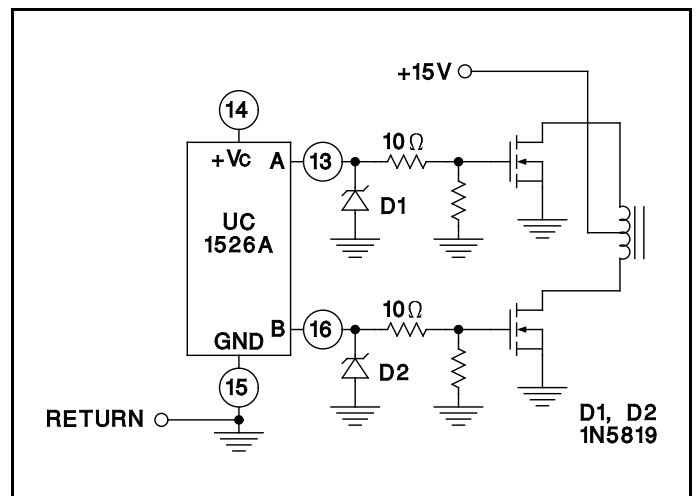 +15V
14
+Vc A 13 10Ω
D1
UC
1526A
10Ω
B 16
GND
D2
15
RETURN
D1, D2
1N5819